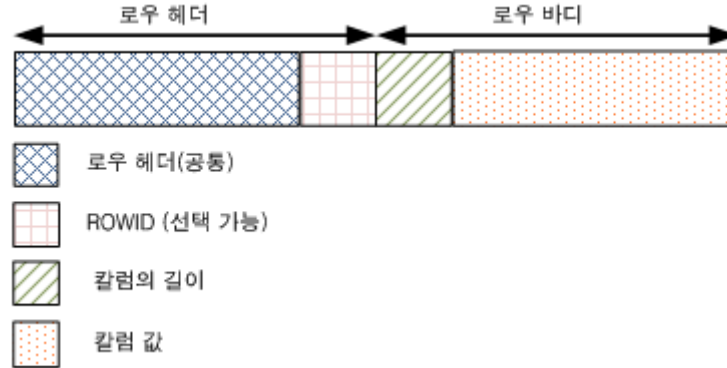 로우 헤더
로우 바디
로우 헤더(공통)
ROWID (선택 가능)
칼럼의 길이
칼럼 값